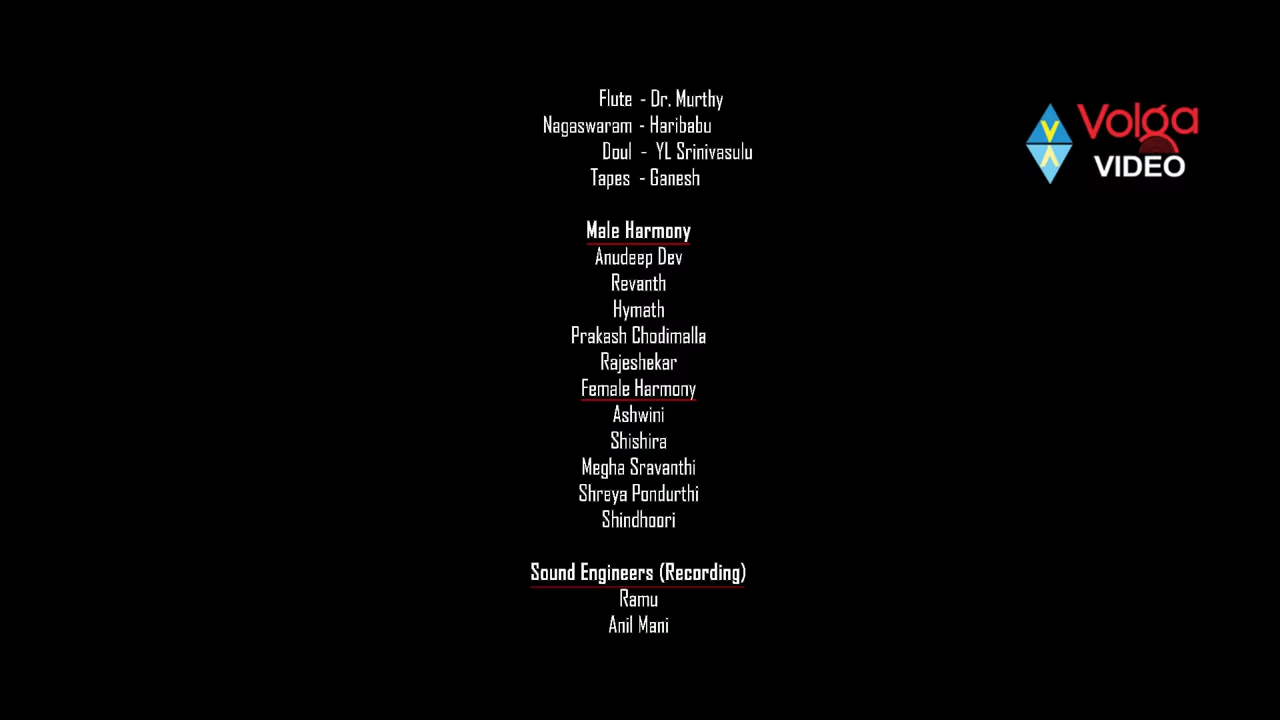 Flute - Dr. Murthy
Nagaswaram - Haribabu
Doul - YL Srinivasulu
Tapes - Ganesh
Male Harmony
Anudeep Dev
Revanth
Hymath
Prakash Chodimalla
Rajeshekar
Female Harmony
Ashwini
Shishira
Megha Sravanthi
Shreya Pondurthi
Shindhoori
Sound Engineers (Recording)
Ramu
Anil Mani
Volga
VIDEO